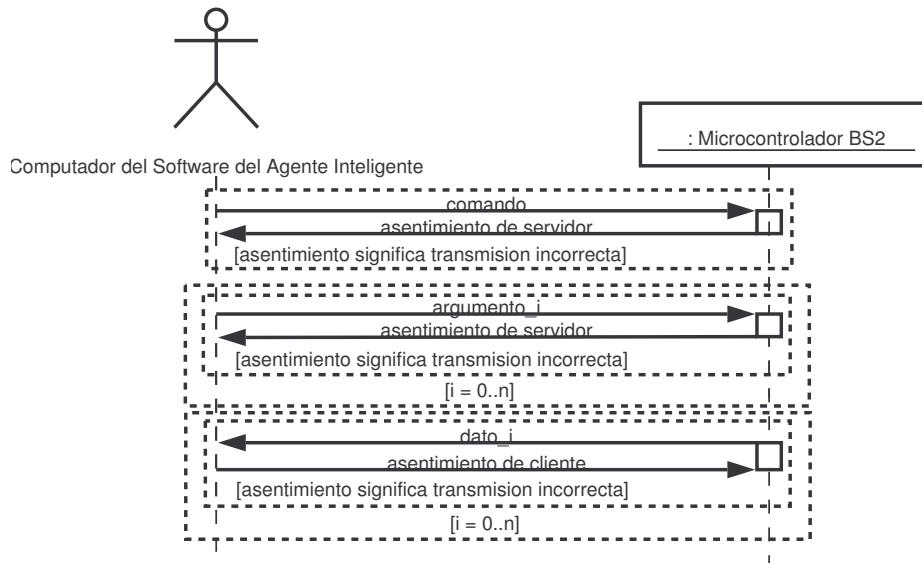 : Microcontrolador BS2
Computador del Software del Agente Inteligente
comando
asentimiento de servidor
[asentimiento significa transmision incorrecta]
argumento_i
asentimiento de servidor
[asentimiento significa transmision incorrecta]
[i = 0..n]
dato_i
asentimiento de cliente
[asentimiento significa transmision incorrecta]
[i = 0..n]